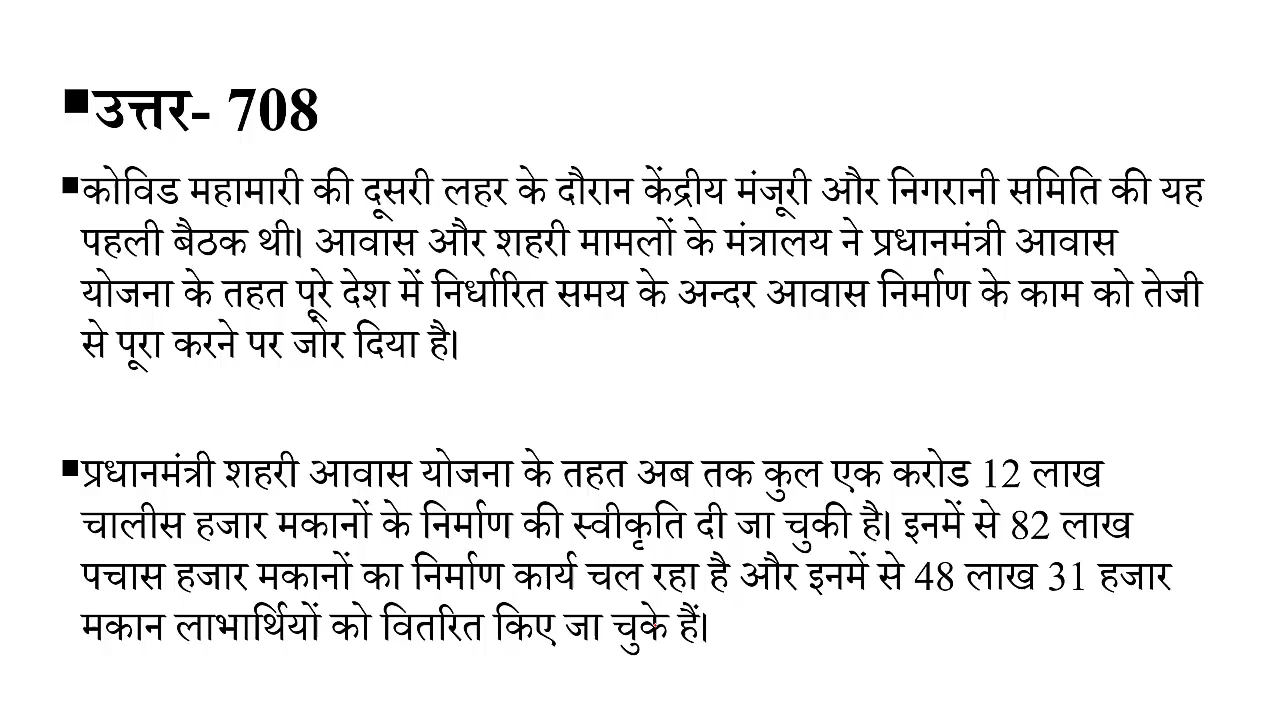 उत्तर- 708
कोविड महामारी की दूसरी लहर के दौरान केंद्रीय मंजूरी और निगरानी समिति की यह
पहली बैठक थी। आवास और शहरी मामलों के मंत्रालय ने प्रधानमंत्री आवास
योजना के तहत पूरे देश में निर्धारित समय के अन्दर आवास निर्माण के काम को तेजी
से पूरा करने पर जोर दिया है।
प्रधानमंत्री शहरी आवास योजना के तहत अब तक कुल एक करोड 12 लाख
चालीस हजार मकानों के निर्माण की स्वीकृति दी जा चुकी है। इनमें से 82 लाख
पचास हजार मकानों का निर्माण कार्य चल रहा है और इनमें से 48 लाख 31 हजार
मकान लाभार्थियों को वितरित किए जा चुके हैं।